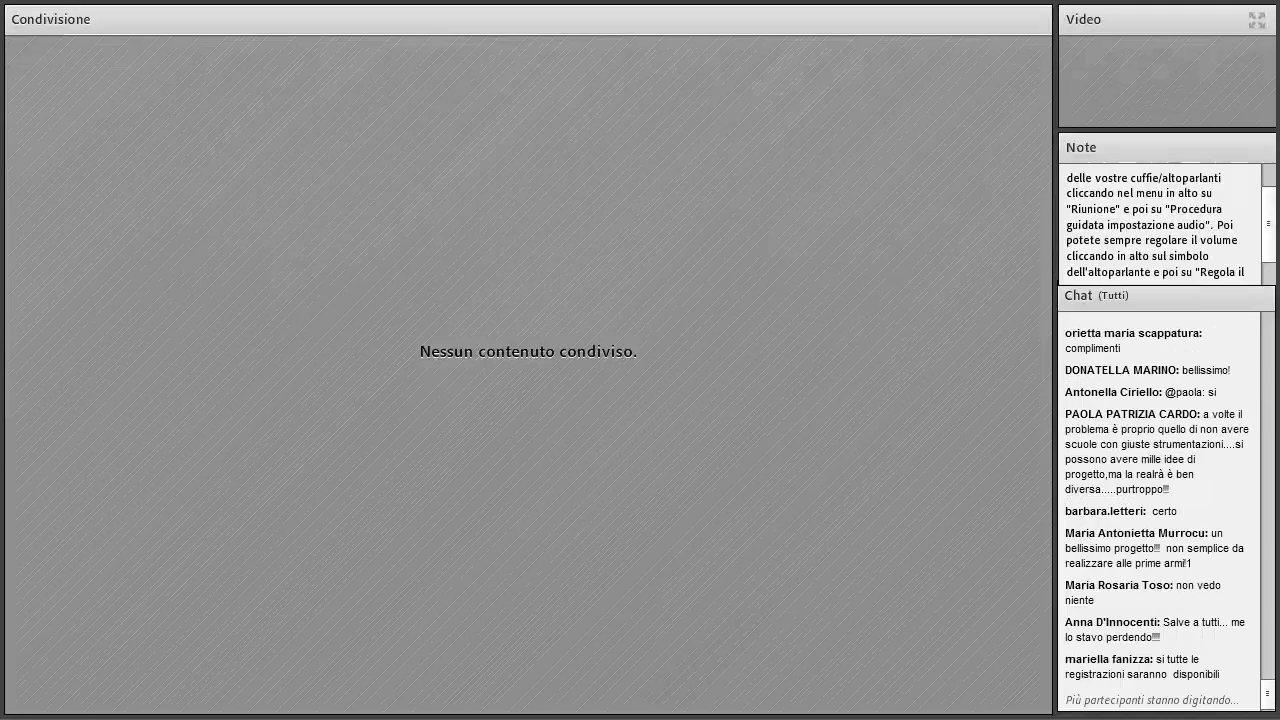 Condivisione
Nessun contenuto condiviso.
Video
Note
delle vostre cuffie/altoparlanti
cliccando nel menu in alto su
"Riunione" e poi su "Procedura
guidata impostazione audio". Poi
potete sempre regolare il volume
cliccando in alto sul simbolo
dell'altoparlante e poi su "Regola il
Chat (Tutti)
orietta maria scappatura:
complimenti
DONATELLA MARINO: bellissimo!
Antonella Ciriello: @paola: si
PAOLA PATRIZIA CARDO: a volte il
problema è proprio quello di non avere
scuole con giuste strumentazioni....si
possono avere mille idee di
progetto,ma la realrà è ben
diversa.....purtroppo!!!
barbara.letteri: certo
Maria Antonietta Murrocu: un
bellissimo progetto!!! non semplice da
realizzare alle prime armi!1
Maria Rosaria Toso: non vedo
niente
Anna D'Innocenti: Salve a tutti... me
lo stavo perdendo!!!!
mariella fanizza: si tutte le
registrazioni saranno disponibili
Più partecipanti stanno digitando...